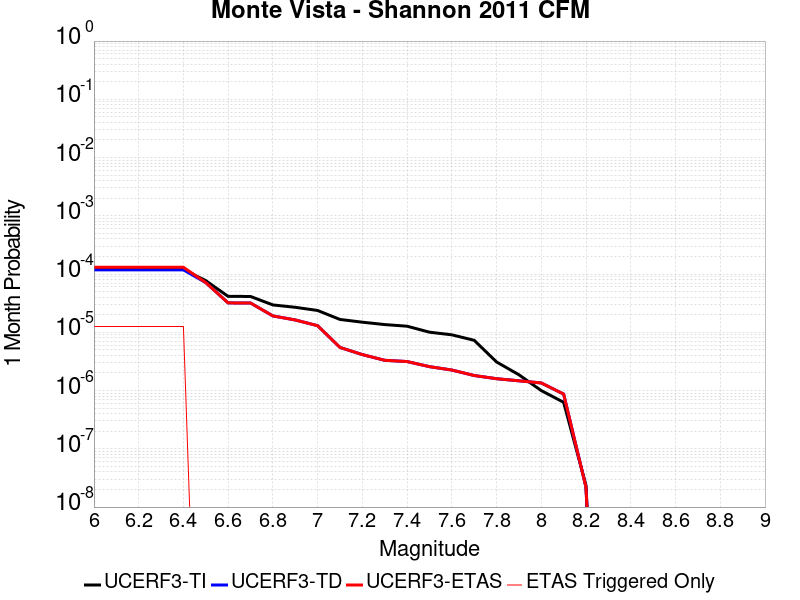 Monte Vista - Shannon 2011 CFM
1 Month Probability
10^0
10^-1
10^-2
10^-3
10^-4
10^-5
10^-6
10^-7
10^-8
6 6.2 6.4 6.6 6.8 7 7.2 7.4 7.6 7.8 8 8.2 8.4 8.6 8.8 9
Magnitude
UCERF3-TI UCERF3-TD UCERF3-ETAS ETAS Triggered Only